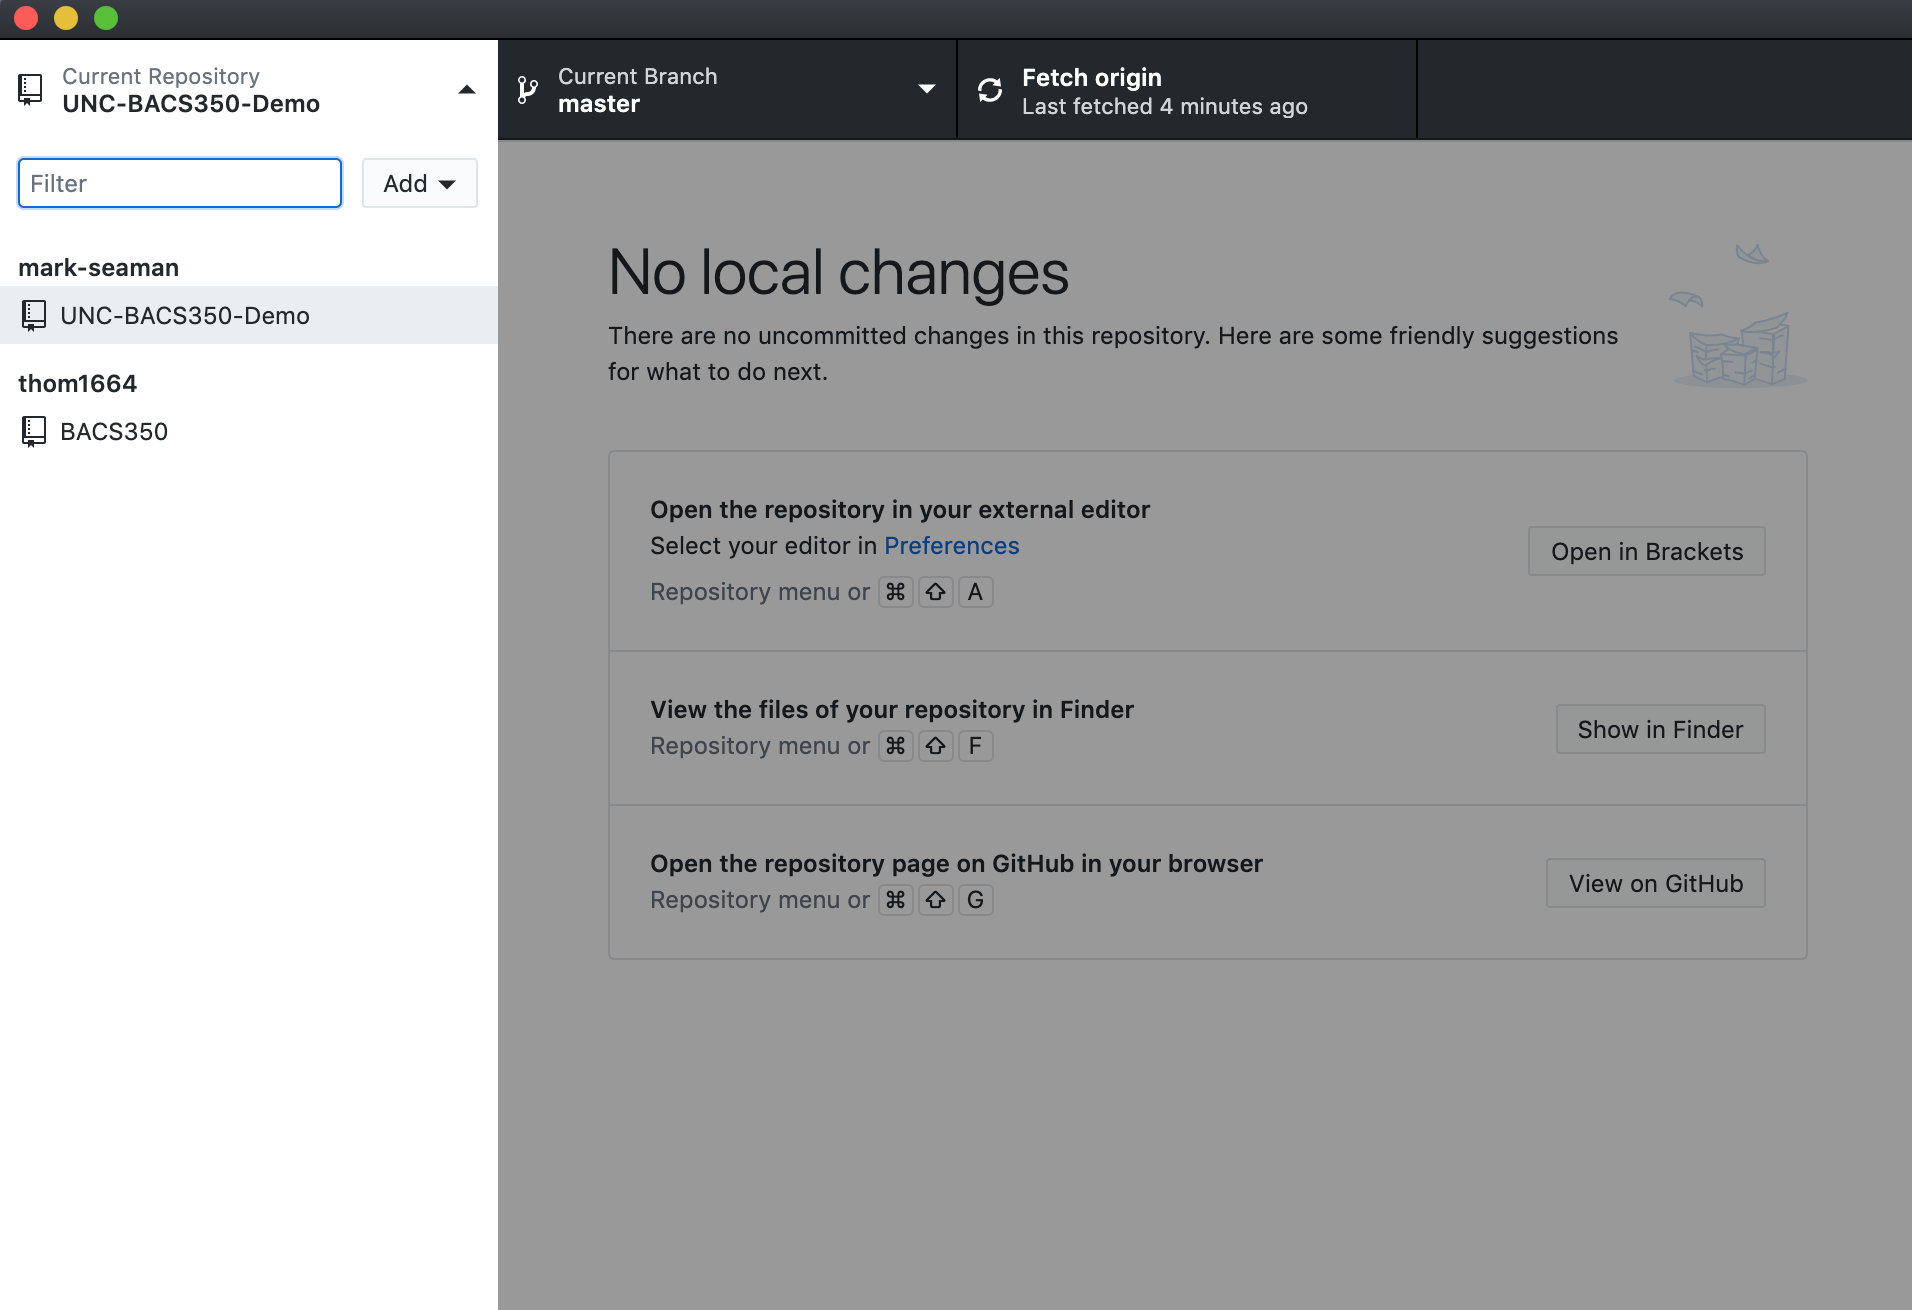 Current Repository
UNC-BACS350-Demo
Current Branch
master
Fetch origin
Last fetched 4 minutes ago
Filter
Add
mark-seaman
UNC-BACS350-Demo
thom1664
BACS350
No local changes
There are no uncommitted changes in this repository. Here are some friendly suggestions
for what to do next.
Open the repository in your external editor
Select your editor in Preferences
Repository menu or ⌘ ⇧ A
Open in Brackets
View the files of your repository in Finder
Repository menu or ⌘ ⇧ F
Show in Finder
Open the repository page on GitHub in your browser
Repository menu or ⌘ ⇧ G
View on GitHub